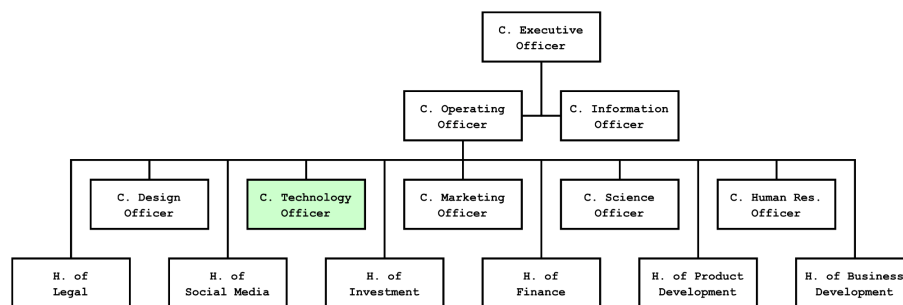 C. Executive
Officer
C. Operating
Officer
C. Information
Officer
C. Design
Officer
C. Technology
Officer
C. Marketing
Officer
C. Science
Officer
C. Human Res.
Officer
H. of
Legal
H. of
Social Media
H. of
Investment
H. of
Finance
H. of Product
Development
H. of Business
Development